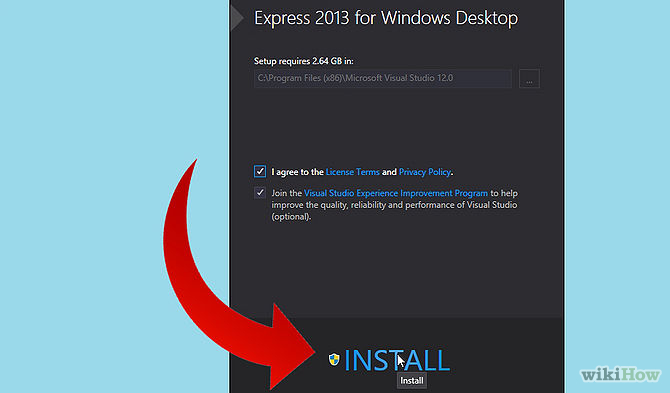 Express 2013 for Windows Desktop
Setup requires 2.64 GB in:
C:\Program Files (x86)\Microsoft Visual Studio 12.0
...
I agree to the License Terms and Privacy Policy.
Join the Visual Studio Experience Improvement Program to help
improve the quality, reliability and performance of Visual Studio
(optional).
INSTALL
Install
wikiHow